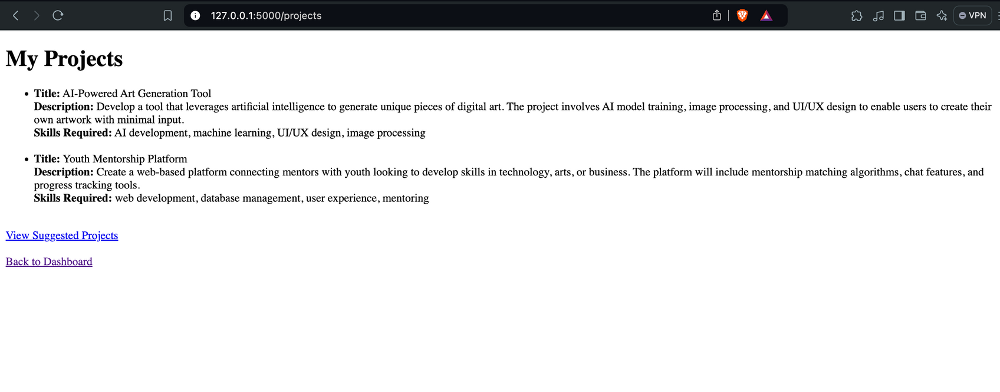 127.0.0.1:5000/projects
VPN
My Projects
Title: AI-Powered Art Generation Tool
Description: Develop a tool that leverages artificial intelligence to generate unique pieces of digital art. The project involves AI model training, image processing, and UI/UX design to enable users to create their
own artwork with minimal input.
Skills Required: AI development, machine learning, UI/UX design, image processing
Title: Youth Mentorship Platform
Description: Create a web-based platform connecting mentors with youth looking to develop skills in technology, arts, or business. The platform will include mentorship matching algorithms, chat features, and
progress tracking tools.
Skills Required: web development, database management, user experience, mentoring
View Suggested Projects
Back to Dashboard